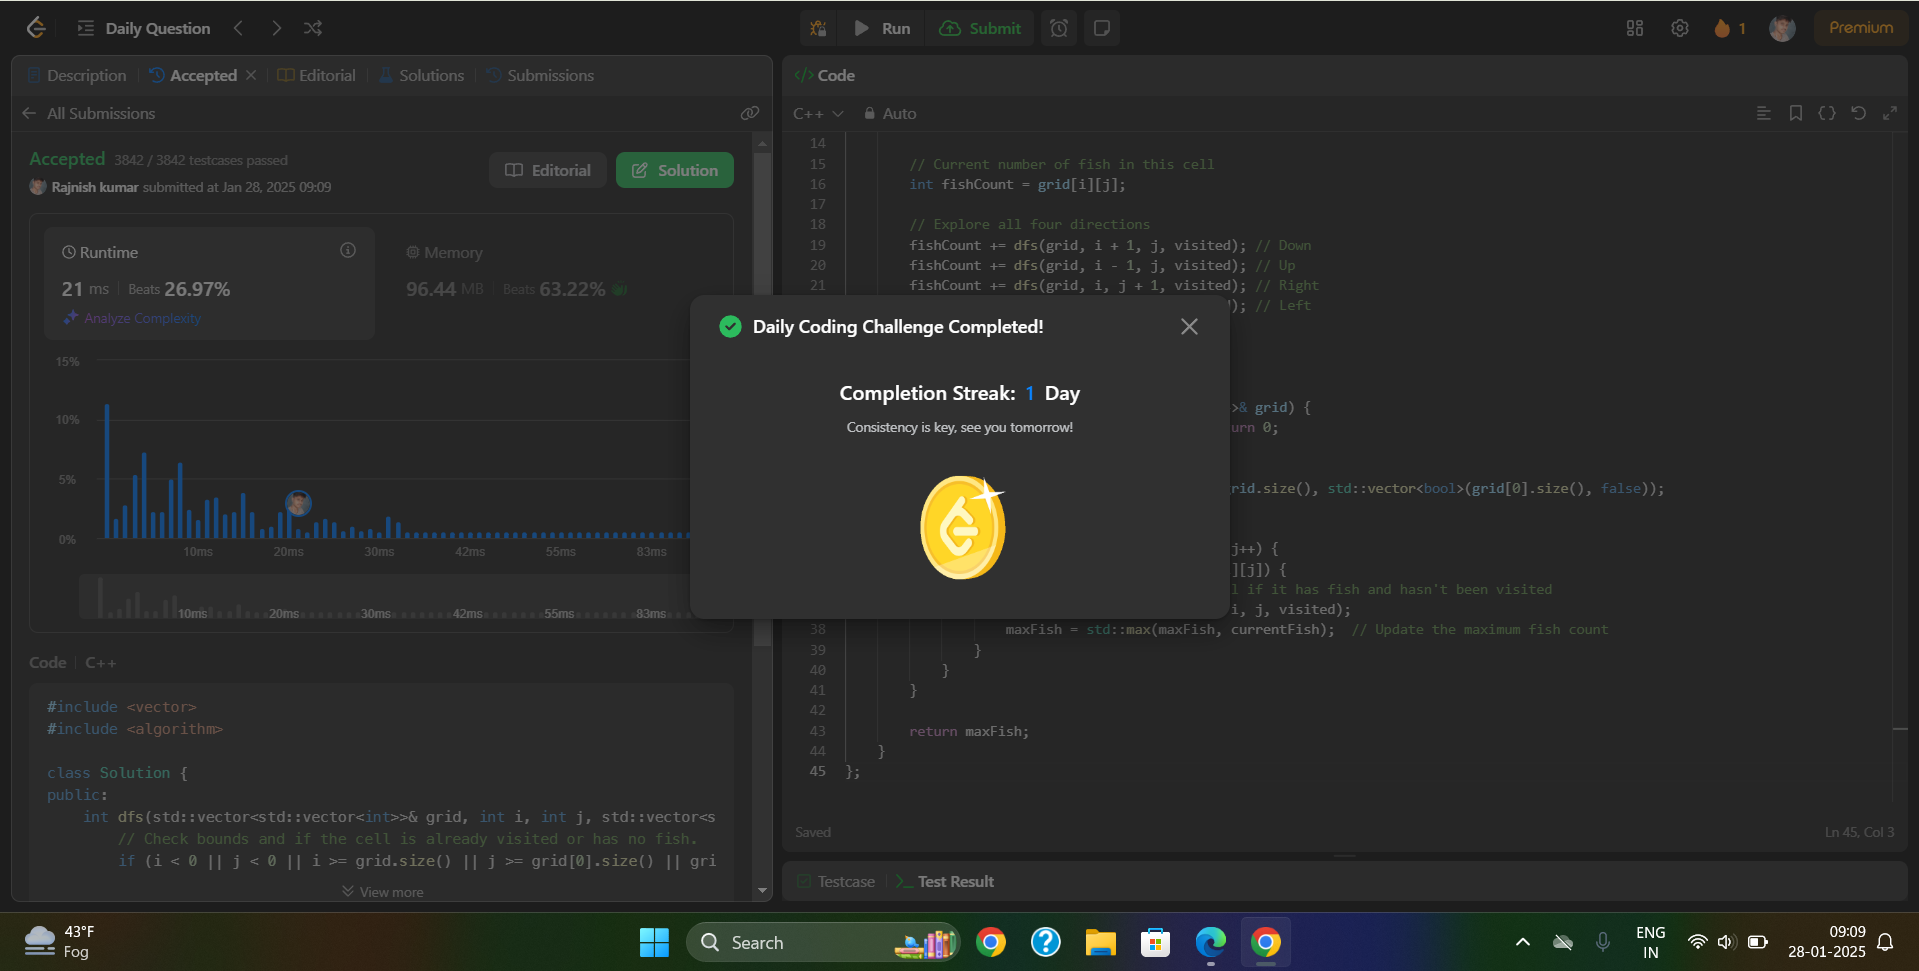 Daily Question
Run
Submit
1
Premium
Description
Accepted
Editorial
Solutions
Submissions
All Submissions
Accepted 3842 / 3842 testcases passed
Rajnish kumar submitted at Jan 28, 2025 09:09
Editorial
Solution
Runtime
21 ms Beats 26.97%
Analyze Complexity
Memory
96.44 MB Beats 63.22%
15%
10%
5%
0%
10ms 20ms 30ms 42ms 55ms 83ms
10ms 20ms 30ms 42ms 55ms 83ms
Code C++
#include <vector>
#include <algorithm>
class Solution {
public:
int dfs(std::vector<std::vector<int>>& grid, int i, int j, std::vector<s
// Check bounds and if the cell is already visited or has no fish.
if (i < 0 || j < 0 || i >= grid.size() || j >= grid[0].size() || gri
View more
</> Code
C++
Auto
14
15 // Current number of fish in this cell
16 int fishCount = grid[i][j];
17
18 // Explore all four directions
19 fishCount += dfs(grid, i + 1, j, visited); // Down
20 fishCount += dfs(grid, i - 1, j, visited); // Up
21 fishCount += dfs(grid, i, j + 1, visited); // Right
); // Left
>& grid) {
urn 0;
rid.size(), std::vector<bool>(grid[0].size(), false));
j++) {
][j]) {
l if it has fish and hasn't been visited
i, j, visited);
38 maxFish = std::max(maxFish, currentFish); // Update the maximum fish count
39 }
40 }
41 }
42
43 return maxFish;
44 }
45 };
Saved
Ln 45, Col 3
Testcase
Test Result
Daily Coding Challenge Completed!
Completion Streak: 1 Day
Consistency is key, see you tomorrow!
43°F
Fog
Search
ENG
IN
09:09
28-01-2025